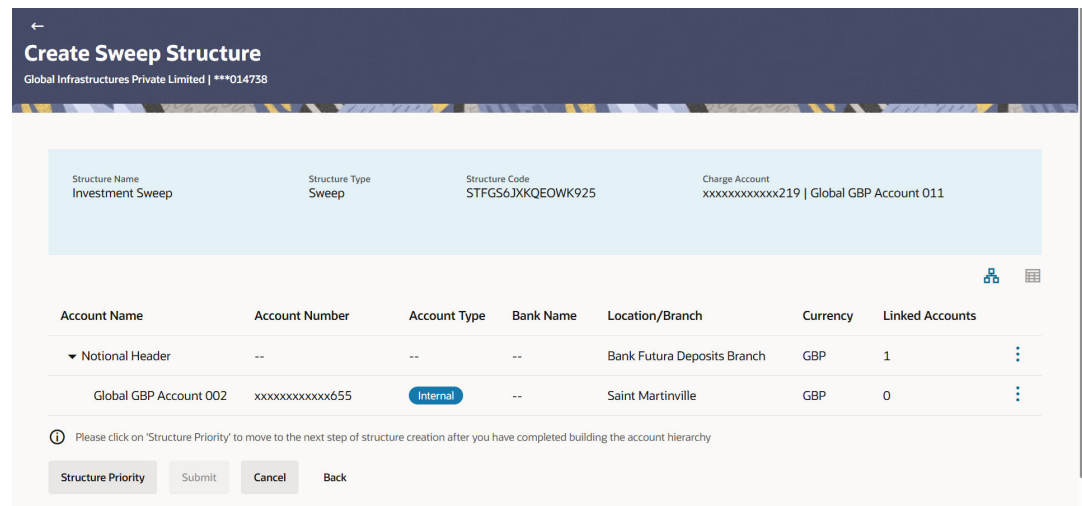 Create Sweep Structure
Global Infrastructures Private Limited | ***014738
Structure Name Structure Type Structure Code Charge Account
Investment Sweep Sweep STFGS6JXKQEOWK925 xxxxxxxxxxxx219 | Global GBP Account 011
Account Name Account Number Account Type Bank Name Location/Branch Currency Linked Accounts
Notional Header -- -- -- Bank Futura Deposits Branch GBP 1
Global GBP Account 002 xxxxxxxxxxxx655 Internal -- Saint Martinville GBP 0
Please click on 'Structure Priority' to move to the next step of structure creation after you have completed building the account hierarchy
Structure Priority Submit Cancel Back